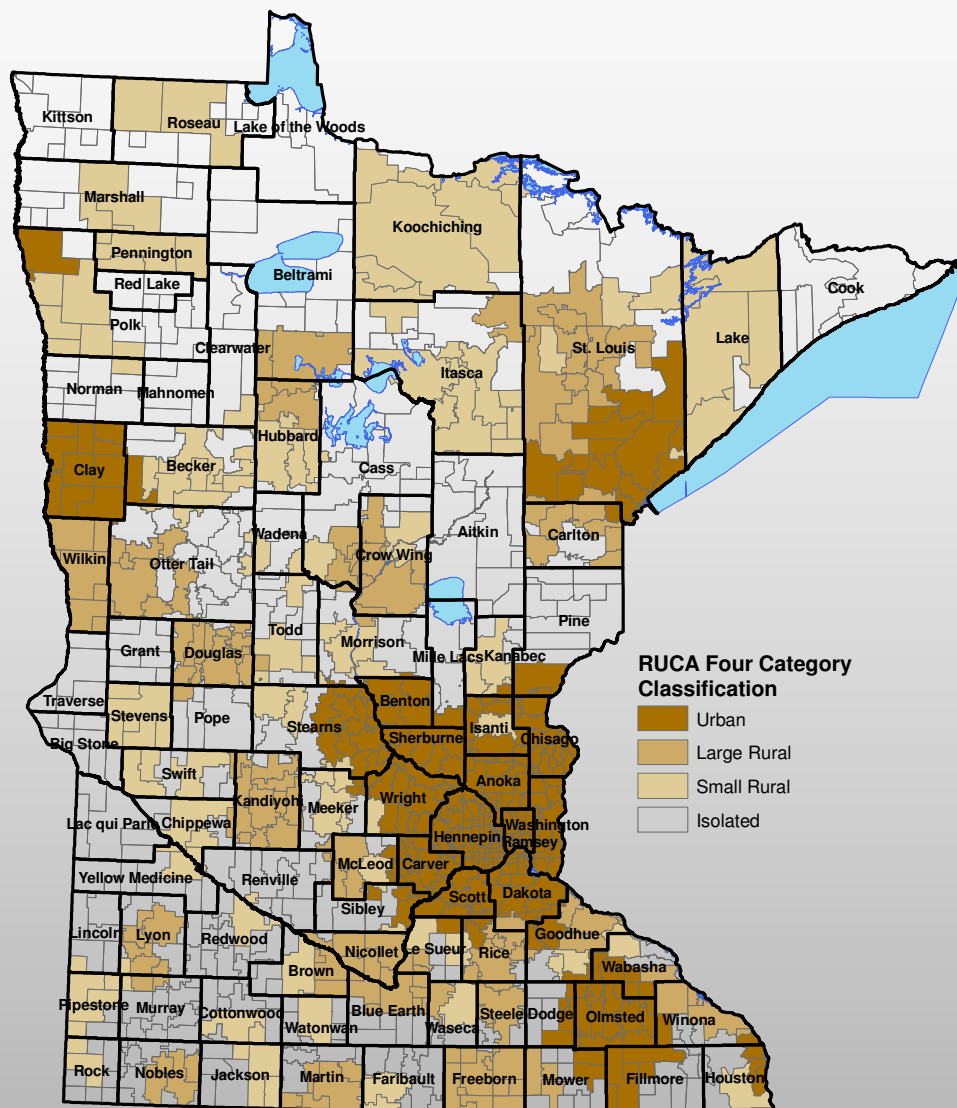 Kittson
Roseau
Lake of the Woods
Marshall
Koochiching
Pennington
Beltrami
Red Lake
Cook
Polk
Clearwater
St. Louis
Lake
Itasca
Norman
Mahnomen
Hubbard
Clay
Becker
Cass
Wadena
Aitkin
Carlton
Wilkin
Otter Tail
Crow Wing
Pine
Todd
Morrison
Grant
Douglas
Mille Lacs
Kanabec
Traverse
Stevens
Pope
Stearns
Benton
Isanti
Big Stone
Sherburne
Chisago
Swift
Anoka
Kandiyohi
Meeker
Wright
Lac qui Parle
Chippewa
Hennepin
Washington
Ramsey
McLeod
Carver
Yellow Medicine
Renville
Scott
Dakota
Sibley
Lincoln
Lyon
Redwood
Nicollet
Le Sueur
Rice
Goodhue
Brown
Wabasha
Pipestone
Murray
Cottonwood
Watonwan
Blue Earth
Waseca
Steele
Dodge
Olmsted
Winona
Rock
Nobles
Jackson
Martin
Faribault
Freeborn
Mower
Fillmore
Houston
RUCA Four Category
Classification
Urban
Large Rural
Small Rural
Isolated